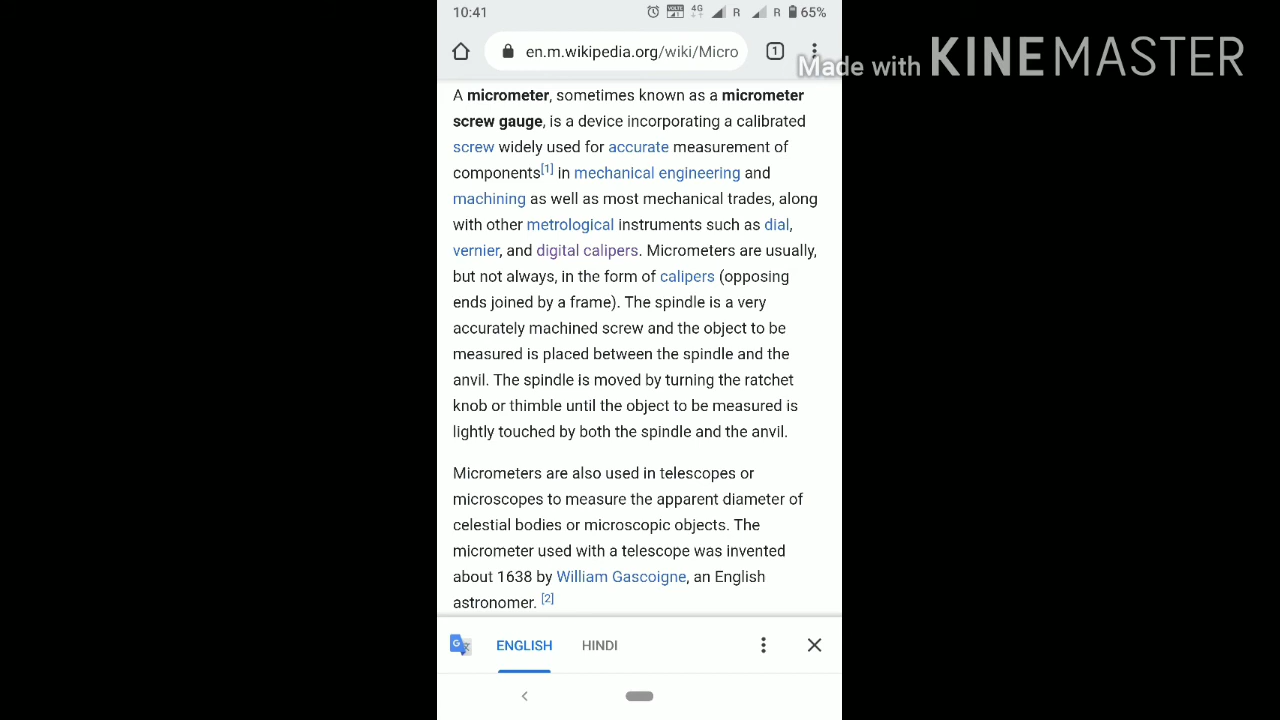 10:41
VOLTE 4G R R 65%
en.m.wikipedia.org/wiki/Micro 1
Made with KINEMASTER
A micrometer, sometimes known as a micrometer
screw gauge, is a device incorporating a calibrated
screw widely used for accurate measurement of
components[1] in mechanical engineering and
machining as well as most mechanical trades, along
with other metrological instruments such as dial,
vernier, and digital calipers. Micrometers are usually,
but not always, in the form of calipers (opposing
ends joined by a frame). The spindle is a very
accurately machined screw and the object to be
measured is placed between the spindle and the
anvil. The spindle is moved by turning the ratchet
knob or thimble until the object to be measured is
lightly touched by both the spindle and the anvil.
Micrometers are also used in telescopes or
microscopes to measure the apparent diameter of
celestial bodies or microscopic objects. The
micrometer used with a telescope was invented
about 1638 by William Gascoigne, an English
astronomer. [2]
ENGLISH HINDI